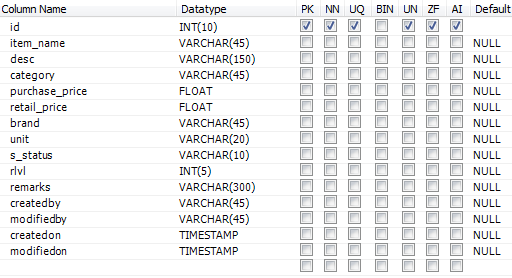 Column Name Datatype PK NN UQ BIN UN ZF AI Default
id INT(10)
item_name VARCHAR(45) NULL
desc VARCHAR(150) NULL
category VARCHAR(45) NULL
purchase_price FLOAT NULL
retail_price FLOAT NULL
brand VARCHAR(45) NULL
unit VARCHAR(20) NULL
s_status VARCHAR(10) NULL
rlvl INT(5) NULL
remarks VARCHAR(300) NULL
createdby VARCHAR(45) NULL
modifiedby VARCHAR(45) NULL
createdon TIMESTAMP NULL
modifiedon TIMESTAMP NULL